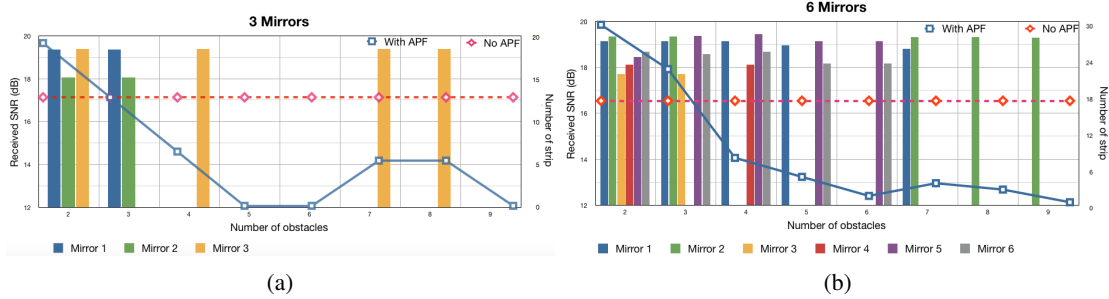 3 Mirrors
With APF
No APF
Received SNR (dB)
20
18
16
14
12
20
15
10
5
0
Number of strip
2 3 4 5 6 7 8 9
Number of obstacles
Mirror 1 Mirror 2 Mirror 3
(a)
6 Mirrors
With APF
No APF
Received SNR (dB)
20
18
16
14
12
30
24
18
12
6
0
Number of strip
2 3 4 5 6 7 8 9
Number of obstacles
Mirror 1 Mirror 2 Mirror 3 Mirror 4 Mirror 5 Mirror 6
(b)